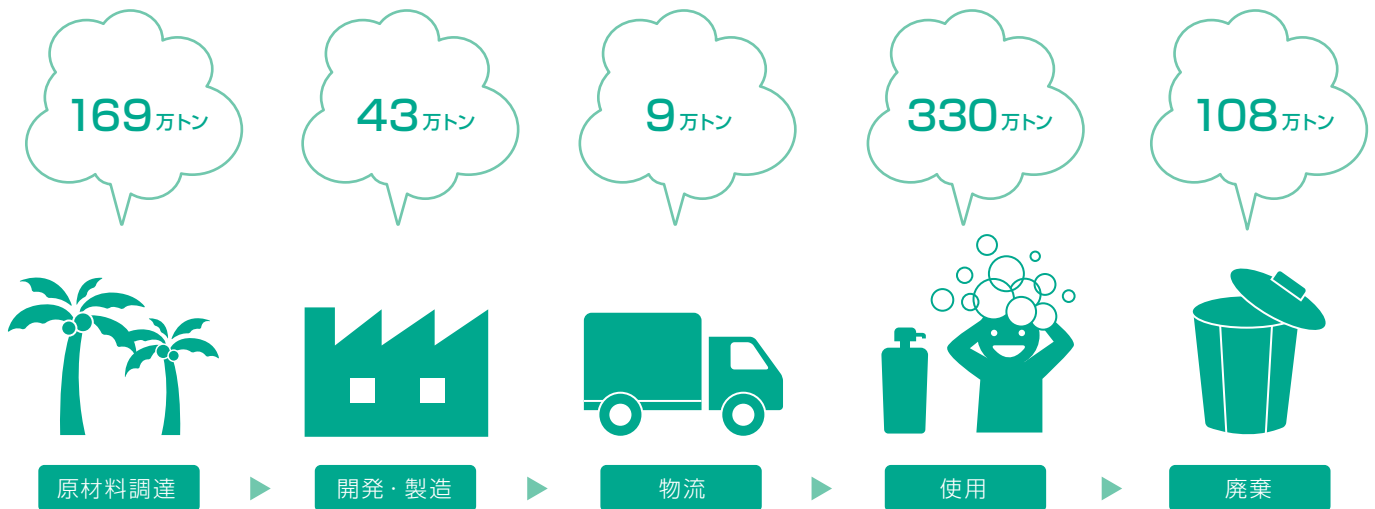 169万トン
43万トン
9万トン
330万トン
108万トン
原材料調達
開発・製造
物流
使用
廃棄